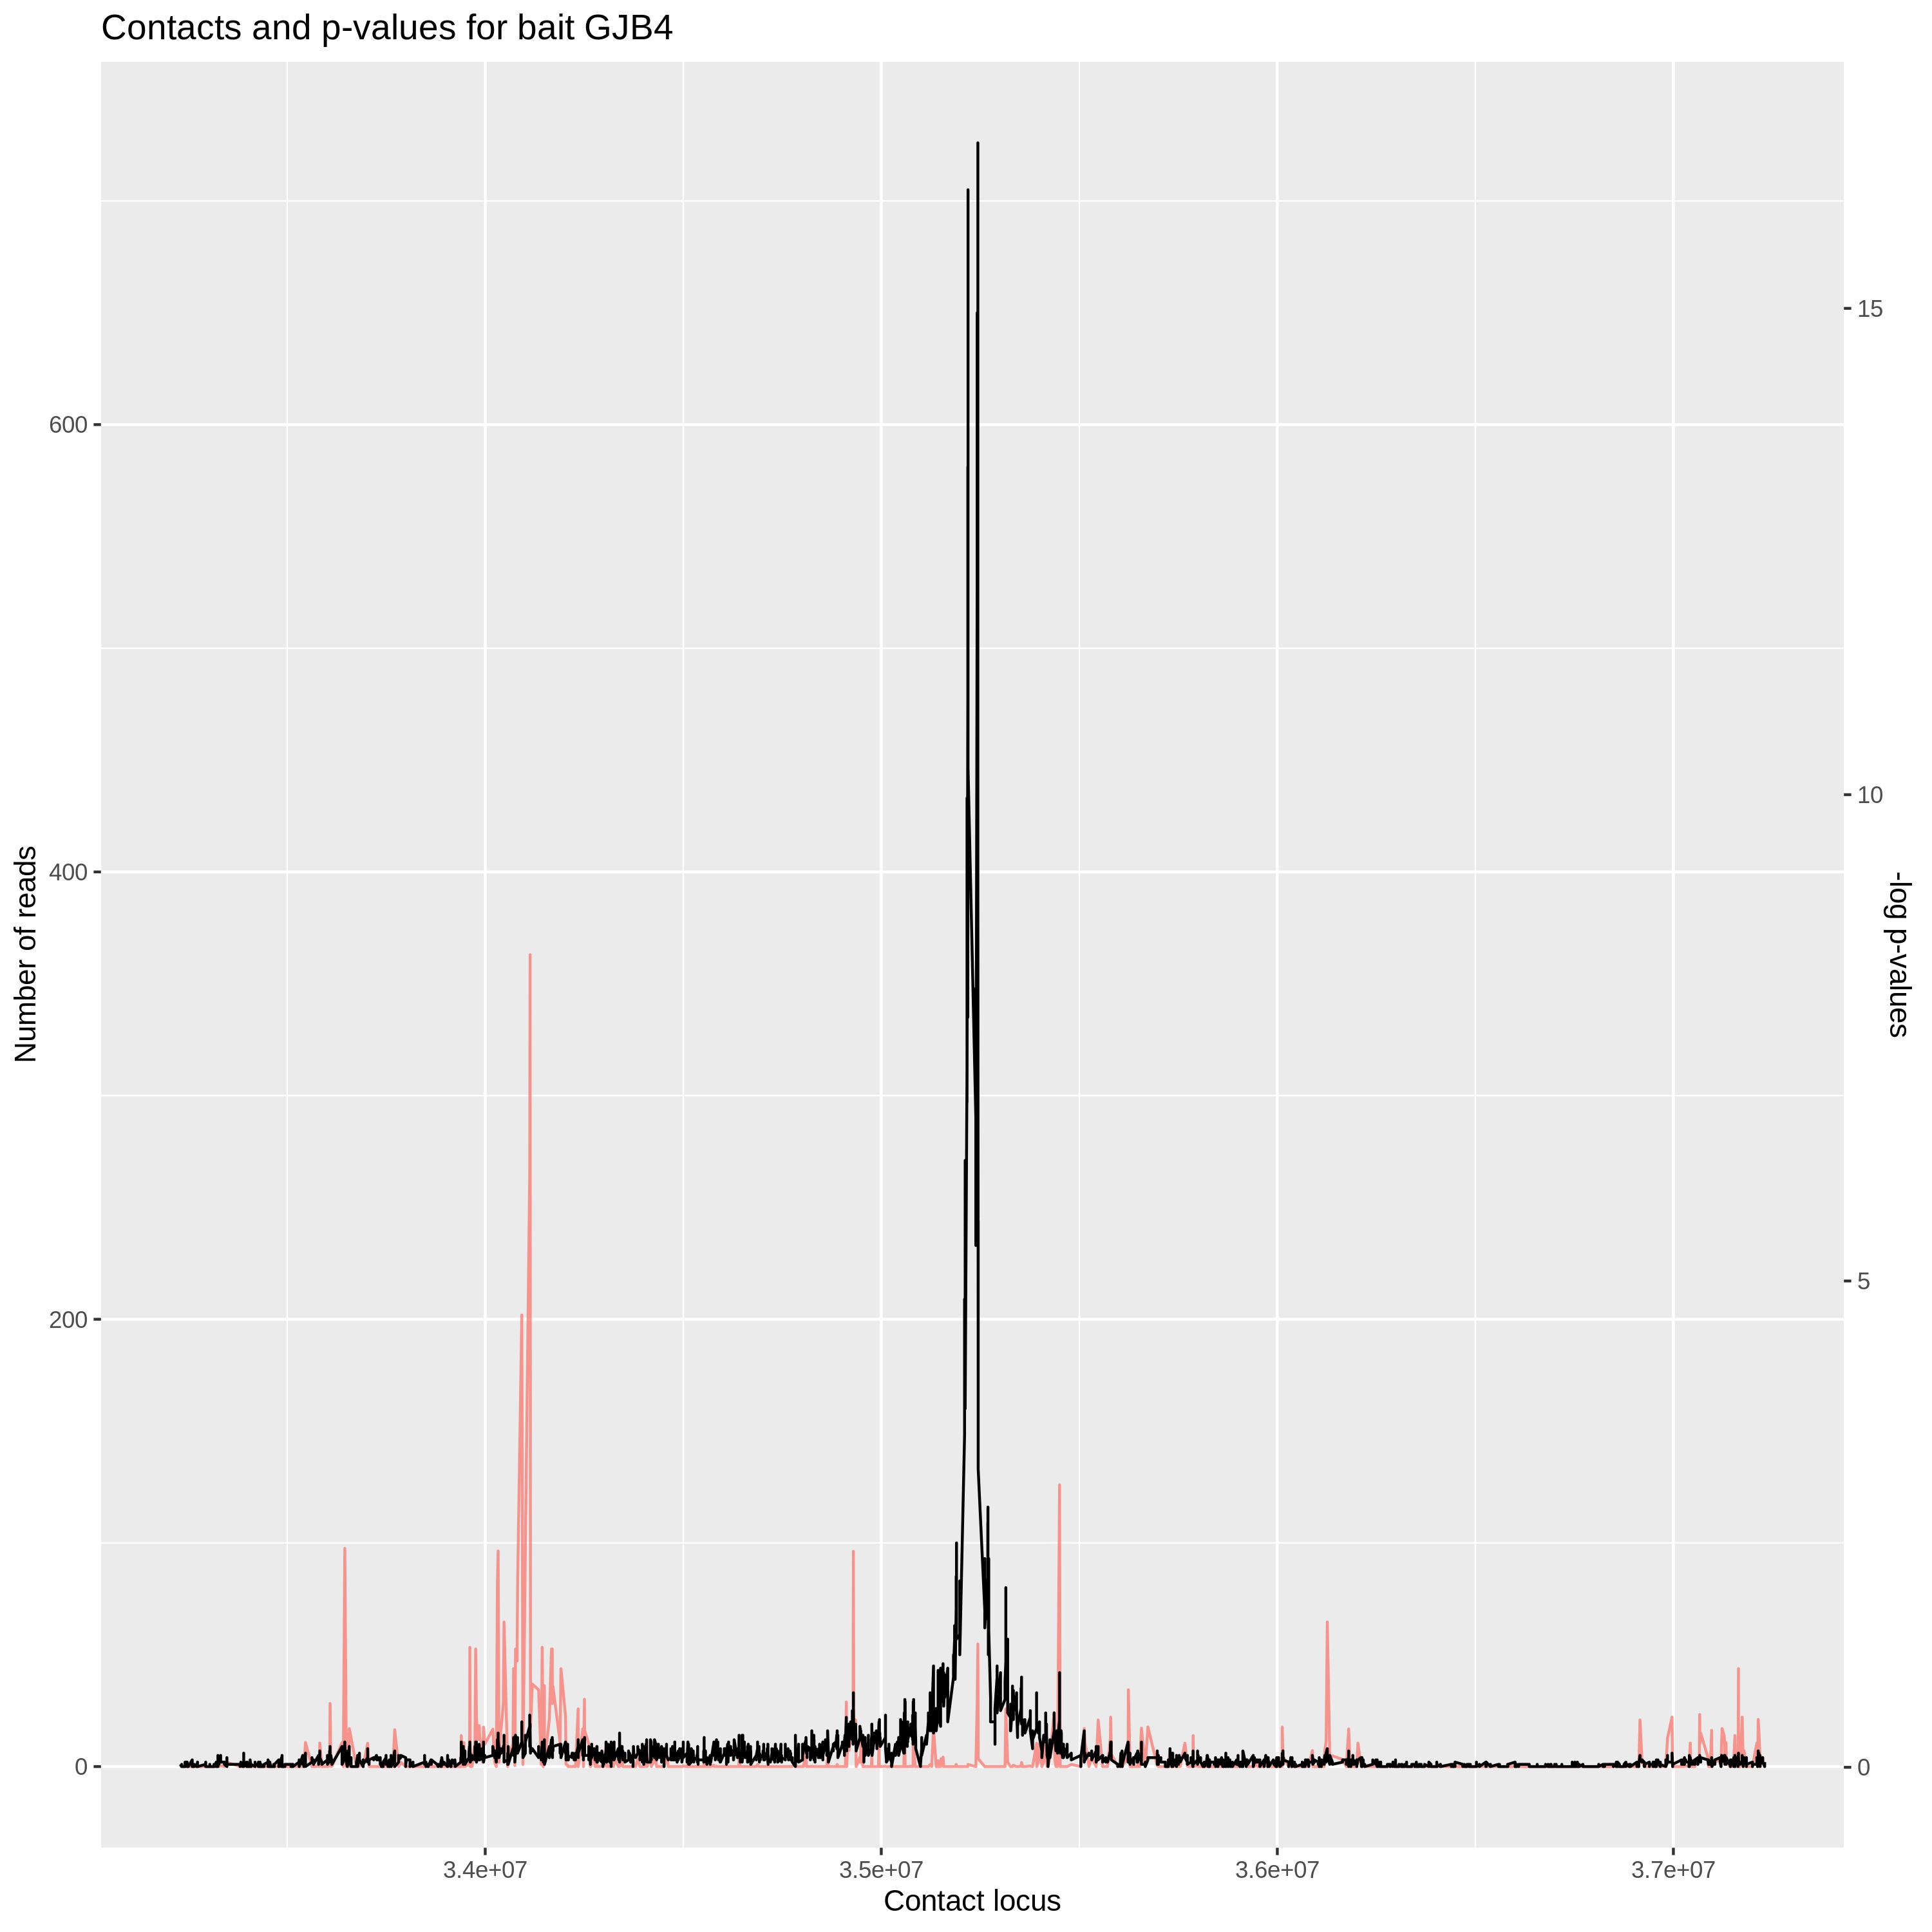 Contacts and p-values for bait GJB4
Number of reads
600
400
200
0
-log p-values
15
10
5
0
3.4e+07 3.5e+07 3.6e+07 3.7e+07
Contact locus